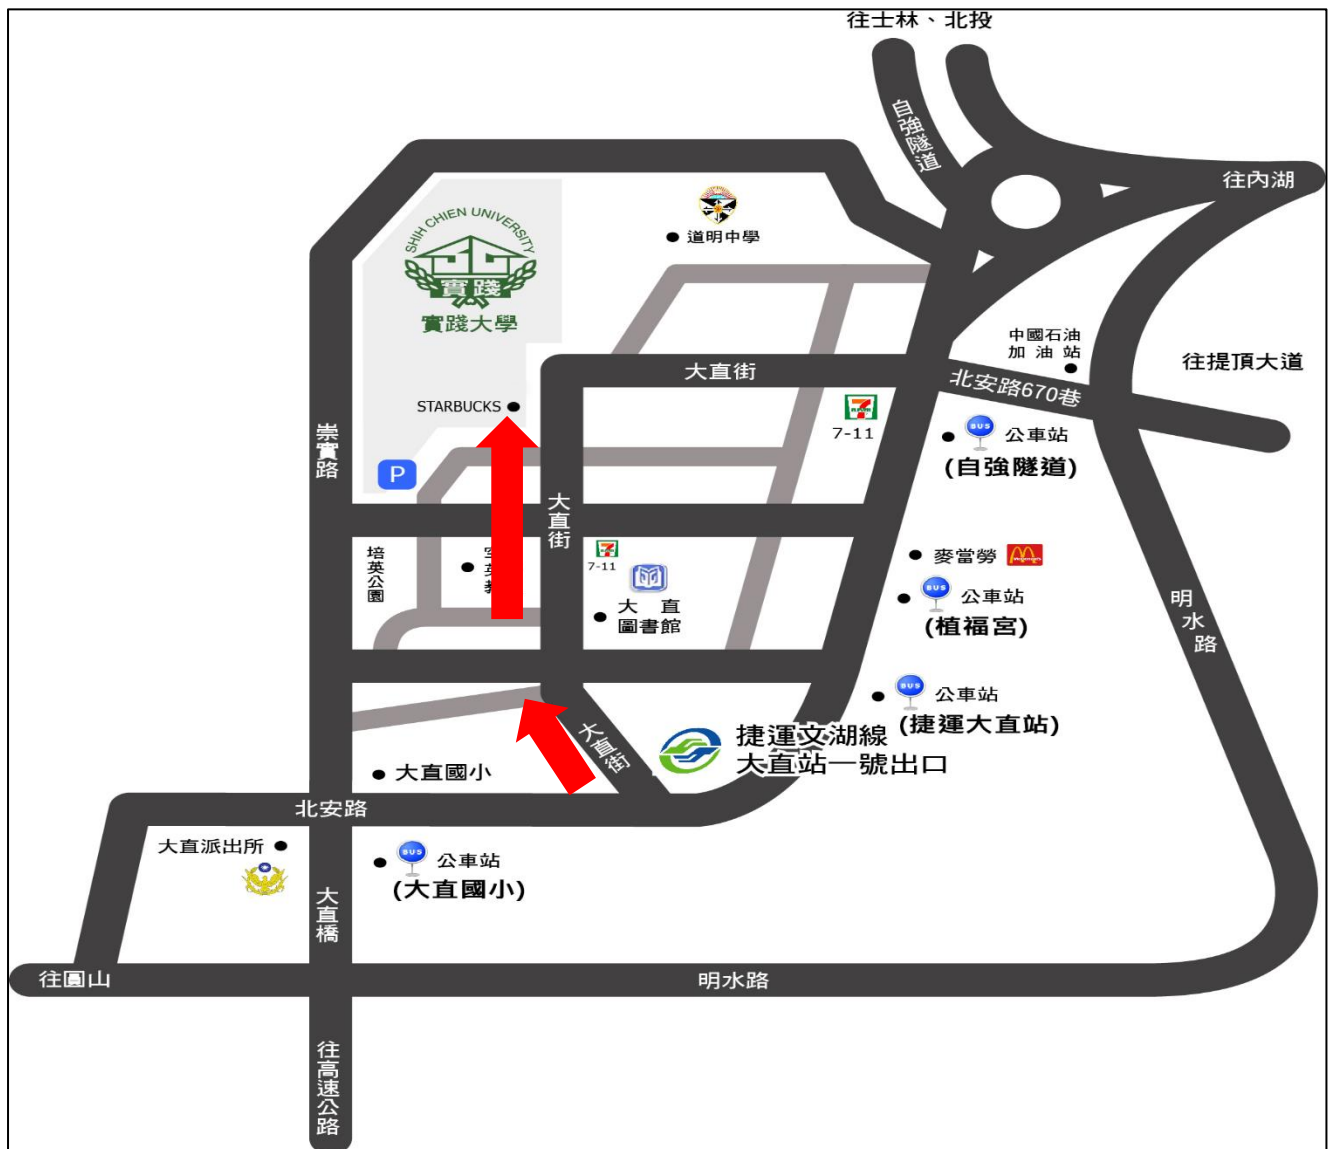 往士林、北投
自強隧道
往內湖
SHIH CHIEN UNIVERSITY
實踐
實踐大學
道明中學
中國石油
加油站
往提頂大道
大直街
北安路670巷
STARBUCKS
7-11
BUS
公車站
(自強隧道)
崇實路
P
大直街
培英公園
7-11
大直
圖書館
麥當勞
BUS
公車站
(植福宮)
明水路
BUS
公車站
(捷運大直站)
大直街
捷運文湖線
大直站一號出口
大直國小
北安路
大直派出所
BUS
公車站
(大直國小)
大直橋
往圓山
明水路
往高速公路